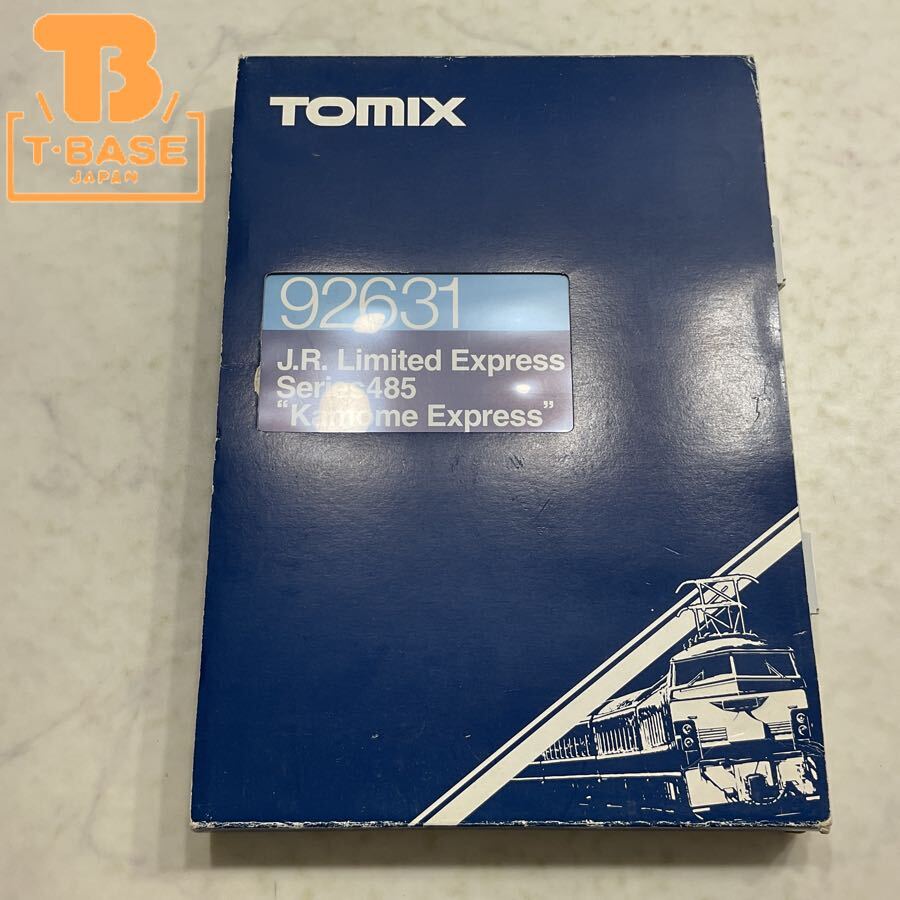 B
T·BASE
JAPAN
TOMIX
92631
J.R. Limited Express
Series485
"Kamome Express"